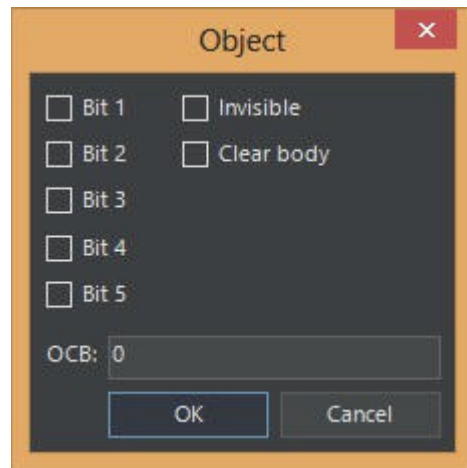 Object
Bit 1 Invisible
Bit 2 Clear body
Bit 3
Bit 4
Bit 5
OCB: 0
OK Cancel